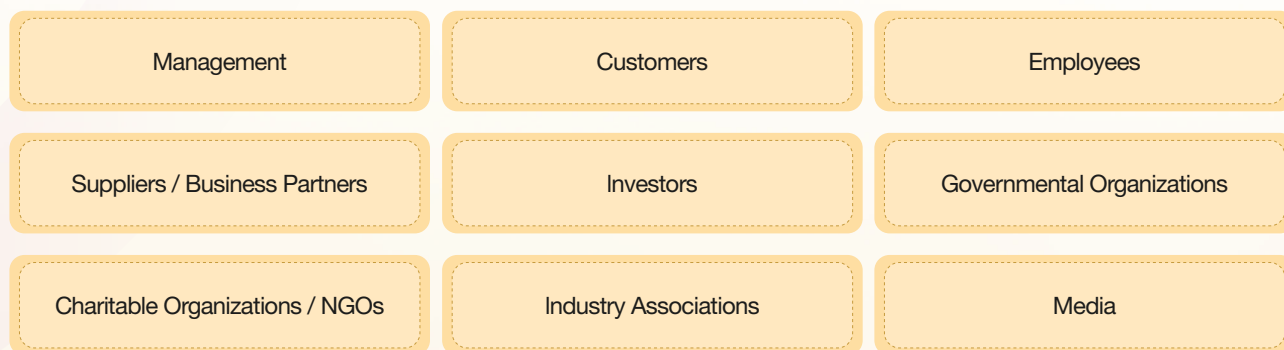 Management
Customers
Employees
Suppliers / Business Partners
Investors
Governmental Organizations
Charitable Organizations / NGOs
Industry Associations
Media